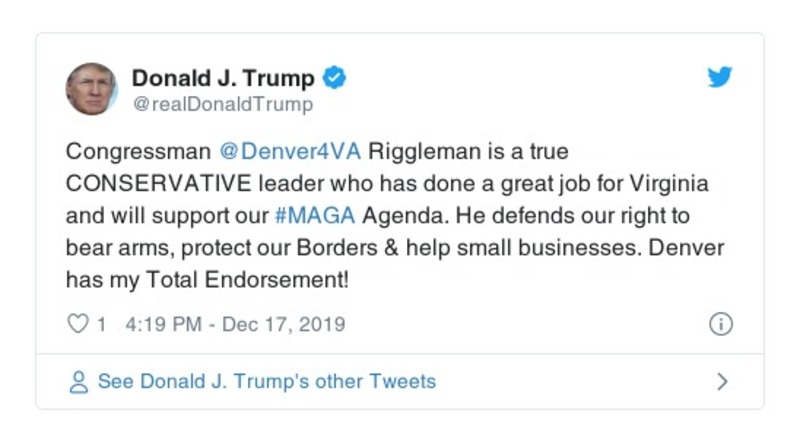 Donald J. Trump
@realDonaldTrump
Congressman @Denver4VA Riggleman is a true
CONSERVATIVE leader who has done a great job for Virginia
and will support our #MAGA Agenda. He defends our right to
bear arms, protect our Borders & help small businesses. Denver
has my Total Endorsement!
1 4:19 PM - Dec 17, 2019
See Donald J. Trump's other Tweets